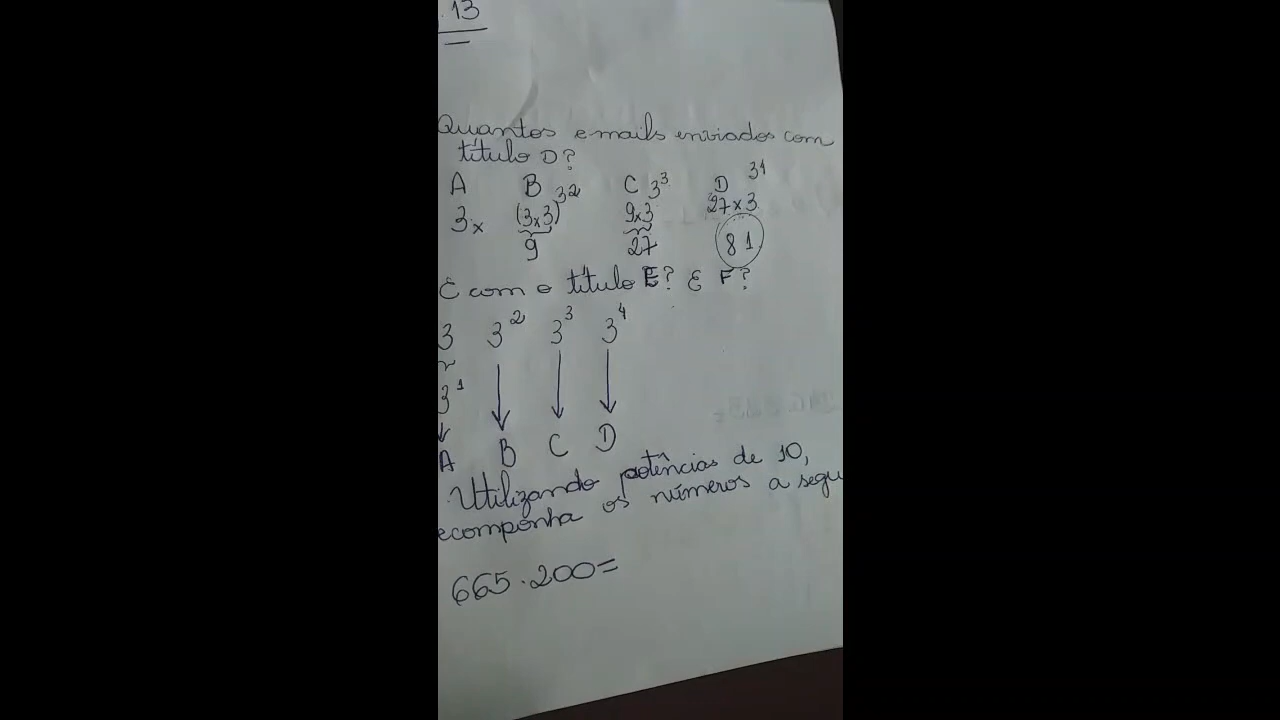 .13
Quantos emails enviados com
título D?
A B 3² C 3³ D 3⁴
3x (3x3) 9x3 27x3
9 27 81
E com o título E? E F?
3 3² 3³ 3⁴
3¹
A B C D
Utilizando potências de 10,
ecomponha os números a segu
665.200=